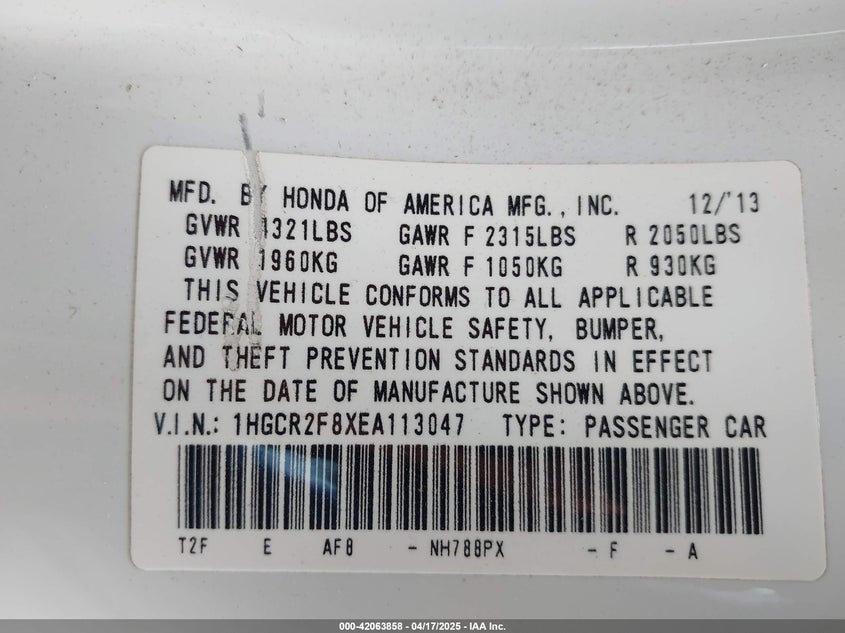 MFD. BY HONDA OF AMERICA MFG., INC. 12/'13
GVWR 4321LBS GAWR F 2315LBS R 2050LBS
GVWR 1960KG GAWR F 1050KG R 930KG
THIS VEHICLE CONFORMS TO ALL APPLICABLE
FEDERAL MOTOR VEHICLE SAFETY, BUMPER,
AND THEFT PREVENTION STANDARDS IN EFFECT
ON THE DATE OF MANUFACTURE SHOWN ABOVE.
V.I.N.: 1HGCR2F8XEA113047 TYPE: PASSENGER CAR
T2F E AF8 - NH788PX - F - A
000-42063858 - 04/17/2025 - IAA Inc.